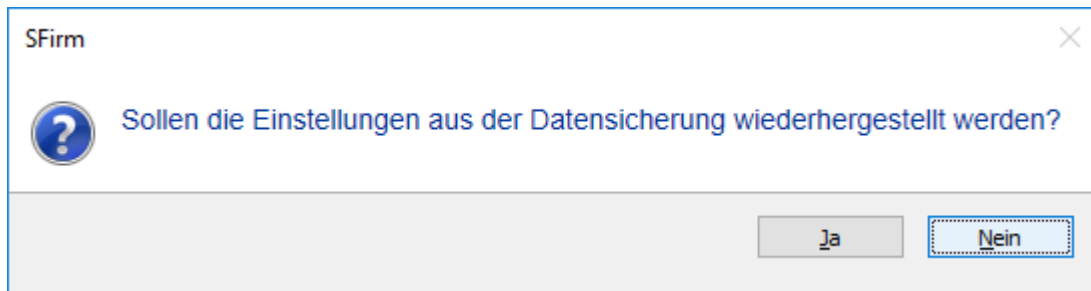 SFirm
Sollen die Einstellungen aus der Datensicherung wiederhergestellt werden?
Ja
Nein